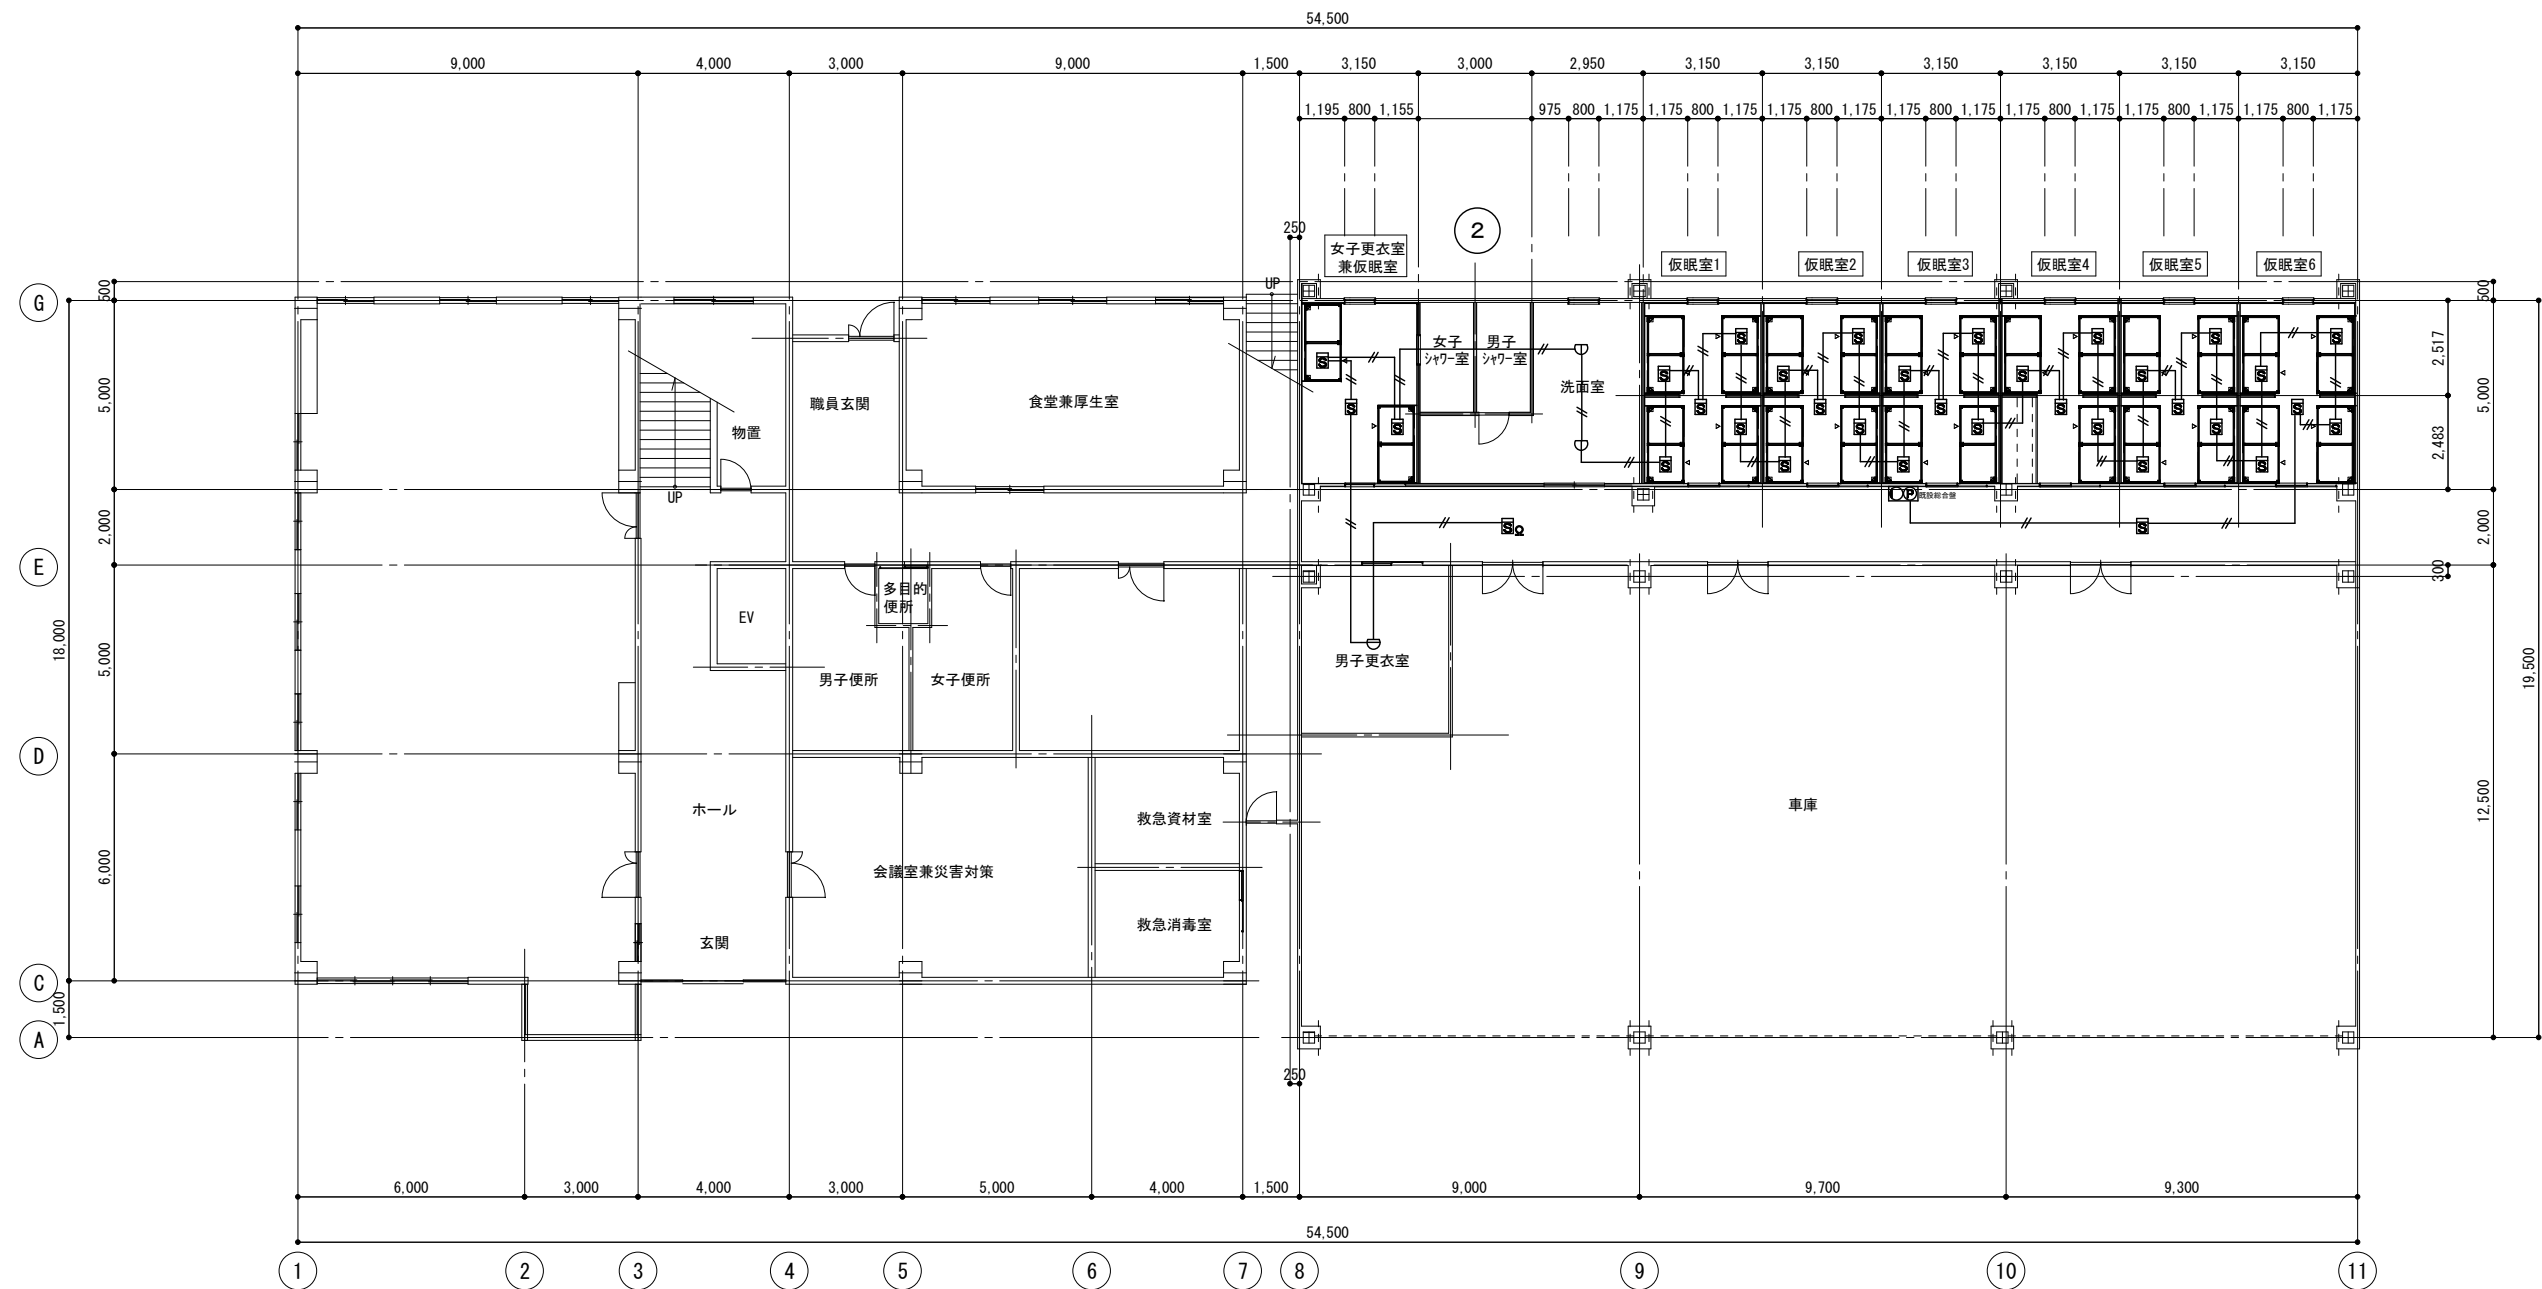 54,500
9,000 4,000 3,000 9,000 1,500 3,150 3,000 2,950 3,150 3,150 3,150 3,150 3,150 3,150
1,195 800 1,155 975 800 1,175 1,175 800 1,175 1,175 800 1,175 1,175 800 1,175 1,175 800 1,175 1,175 800 1,175 1,175 800 1,175
2
250
女子更衣室
兼仮眠室
仮眠室1 仮眠室2 仮眠室3 仮眠室4 仮眠室5 仮眠室6
UP
G
500
500
女子
シャワー室
男子
シャワー室
洗面室
2,517
5,000
5,000
職員玄関
食堂兼厚生室
物置
2,483
UP
P 既設総合盤
2,000
2,000
E
300
多目的
便所
EV
18,000
5,000
男子便所
女子便所
男子更衣室
19,500
D
ホール
救急資材室
車庫
12,500
6,000
会議室兼災害対策
救急消毒室
玄関
C
1,500
A
250
6,000 3,000 4,000 3,000 5,000 4,000 1,500 9,000 9,700 9,300
54,500
1 2 3 4 5 6 7 8 9 10 11
S S S S S S S S S S S S S S S S S S S S S S S S S S S S S S S S S S S